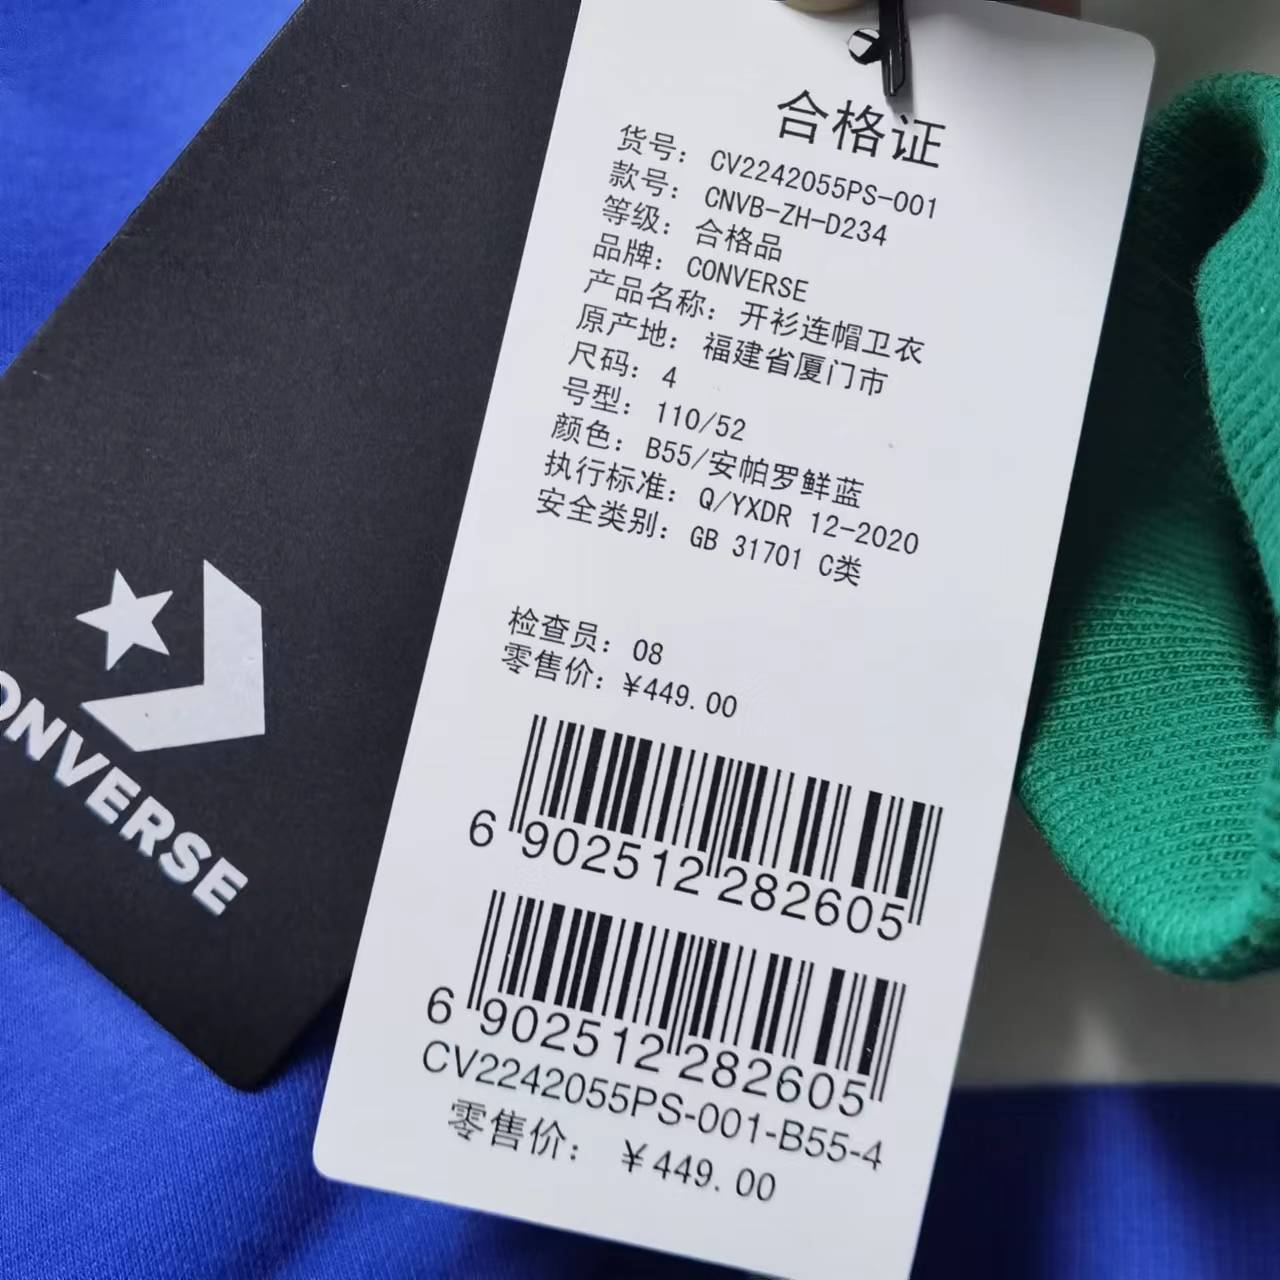 合格证
货号：CV2242055PS-001
款号：CNVB-ZH-D234
等级：合格品
品牌：CONVERSE
产品名称：开衫连帽卫衣
原产地：福建省厦门市
尺码：4
号型：110/52
颜色：B55/安帕罗鲜蓝
执行标准：Q/YXDR 12-2020
安全类别：GB 31701 C类
检查员：08
零售价：¥449.00
6 902512 282605
6 902512 282605
CV2242055PS-001-B55-4
零售价：¥449.00
CONVERSE